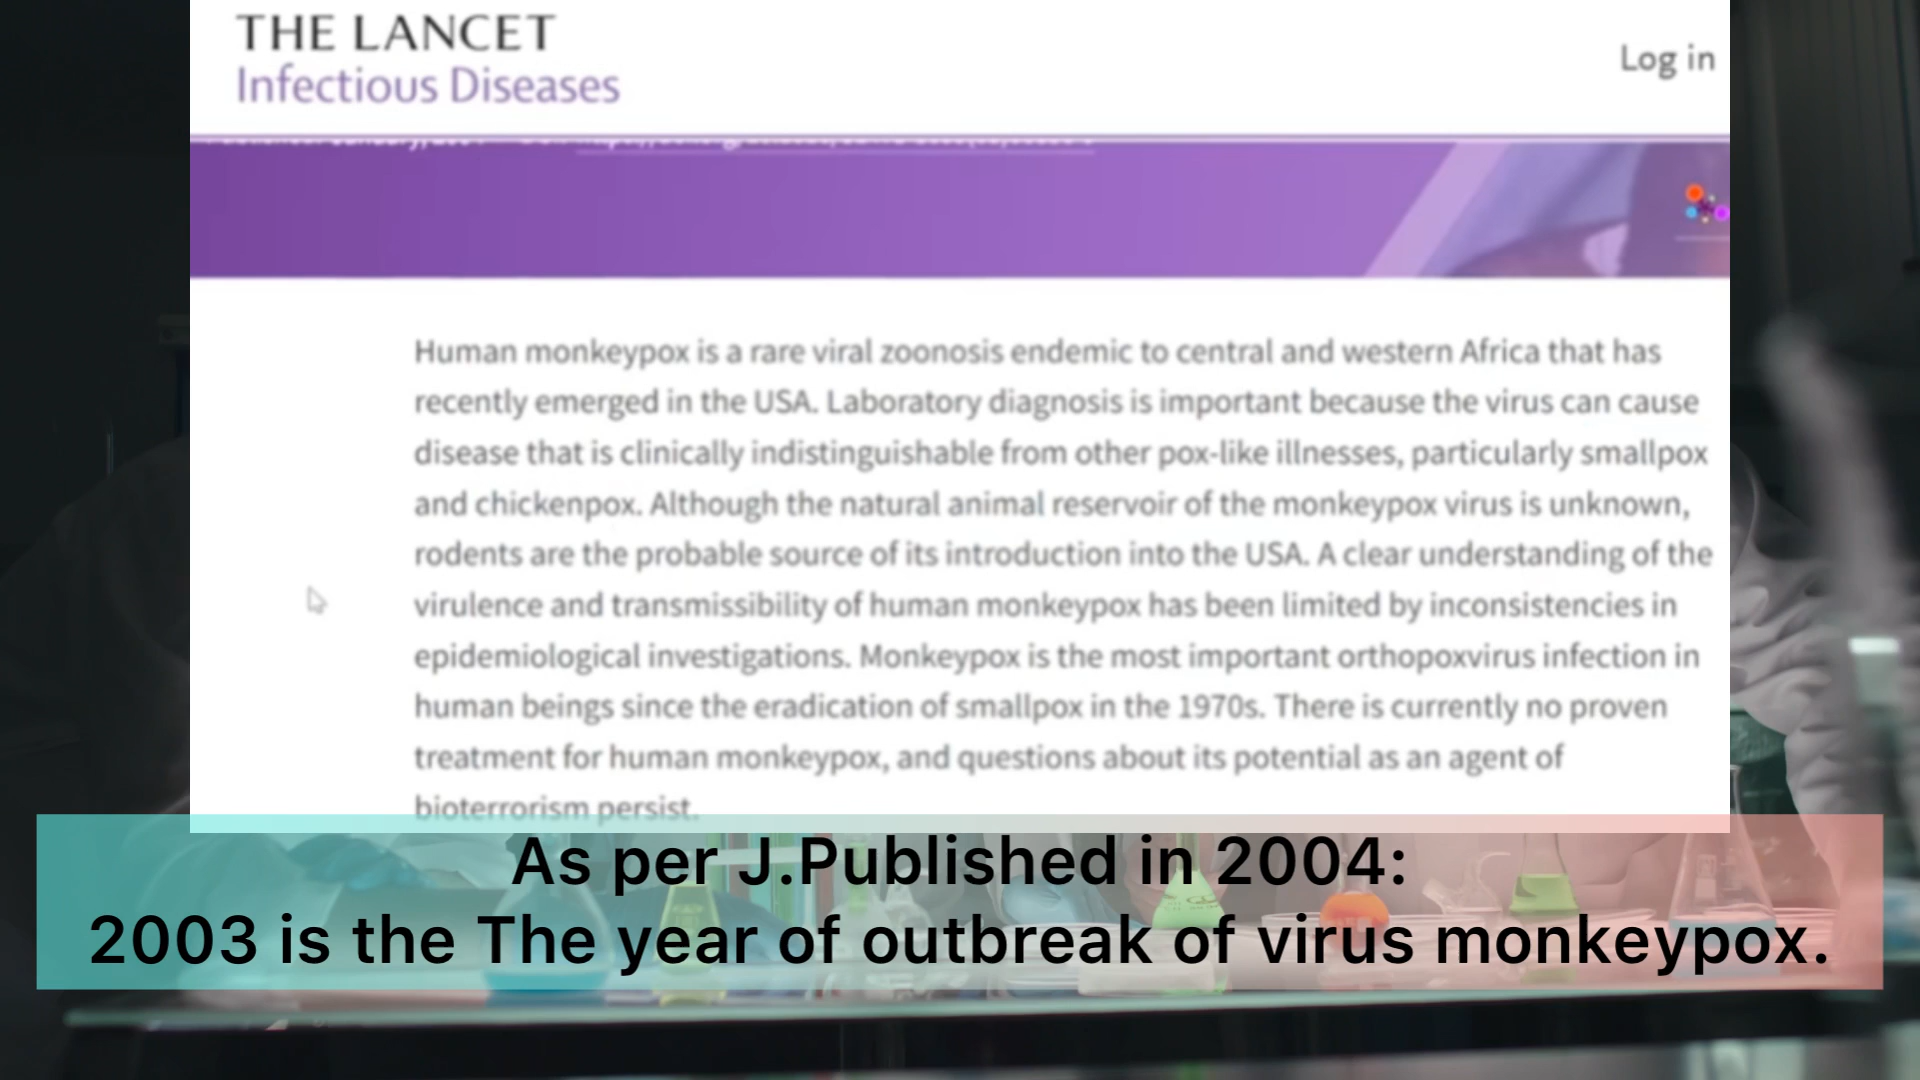 THE LANCET
Infectious Diseases
Log in
Human monkeypox is a rare viral zoonosis endemic to central and western Africa that has
recently emerged in the USA. Laboratory diagnosis is important because the virus can cause
disease that is clinically indistinguishable from other pox-like illnesses, particularly smallpox
and chickenpox. Although the natural animal reservoir of the monkeypox virus is unknown,
rodents are the probable source of its introduction into the USA. A clear understanding of the
virulence and transmissibility of human monkeypox has been limited by inconsistencies in
epidemiological investigations. Monkeypox is the most important orthopoxvirus infection in
human beings since the eradication of smallpox in the 1970s. There is currently no proven
treatment for human monkeypox, and questions about its potential as an agent of
bioterrorism persist.
As per J.Published in 2004:
2003 is the The year of outbreak of virus monkeypox.